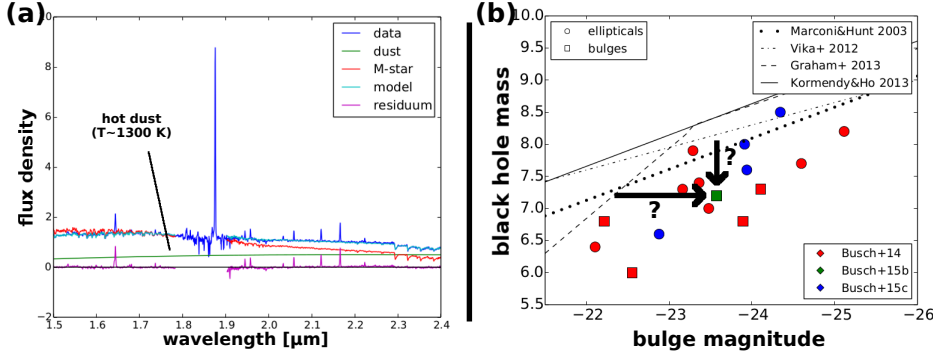 (a)
flux density
10
8
6
4
2
0
−2
data
dust
M-star
model
residuum
hot dust
(T~1300 K)
1.5 1.6 1.7 1.8 1.9 2.0 2.1 2.2 2.3 2.4
wavelength [μm]
(b)
black hole mass
10.0
9.5
9.0
8.5
8.0
7.5
7.0
6.5
6.0
5.5
ellipticals
bulges
Marconi&Hunt 2003
Vika+ 2012
Graham+ 2013
Kormendy&Ho 2013
?
?
Busch+14
Busch+15b
Busch+15c
−22 −23 −24 −25 −26
bulge magnitude